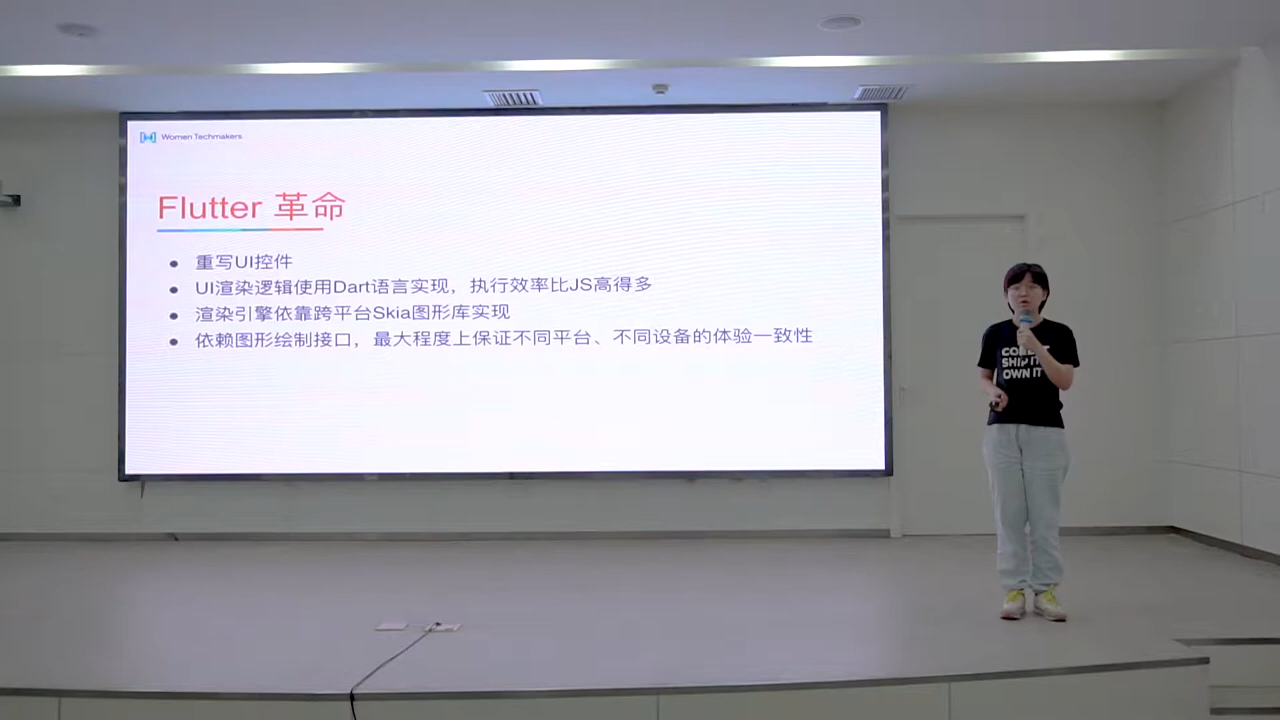 Women Techmakers
Flutter 革命
重写UI控件
UI渲染逻辑使用Dart语言实现，执行效率比JS高得多
渲染引擎依靠跨平台Skia图形库实现
依赖图形绘制接口，最大程度上保证不同平台、不同设备的体验一致性
SHIP IT
OWN IT